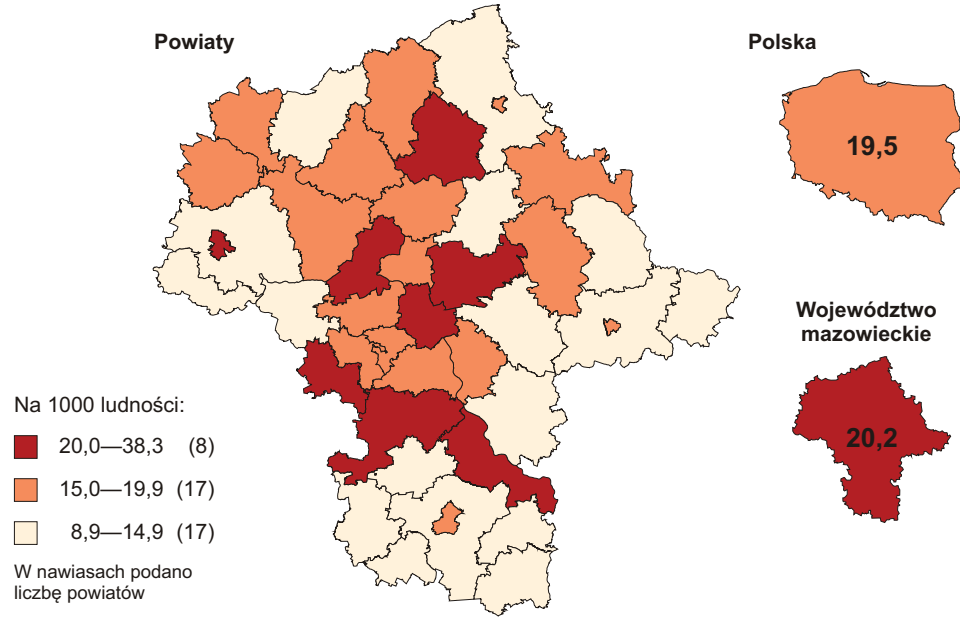 Powiaty
Polska
19,5
Województwo
mazowieckie
20,2
Na 1000 ludności:
20,0—38,3 (8)
15,0—19,9 (17)
8,9—14,9 (17)
W nawiasach podano
liczbę powiatów